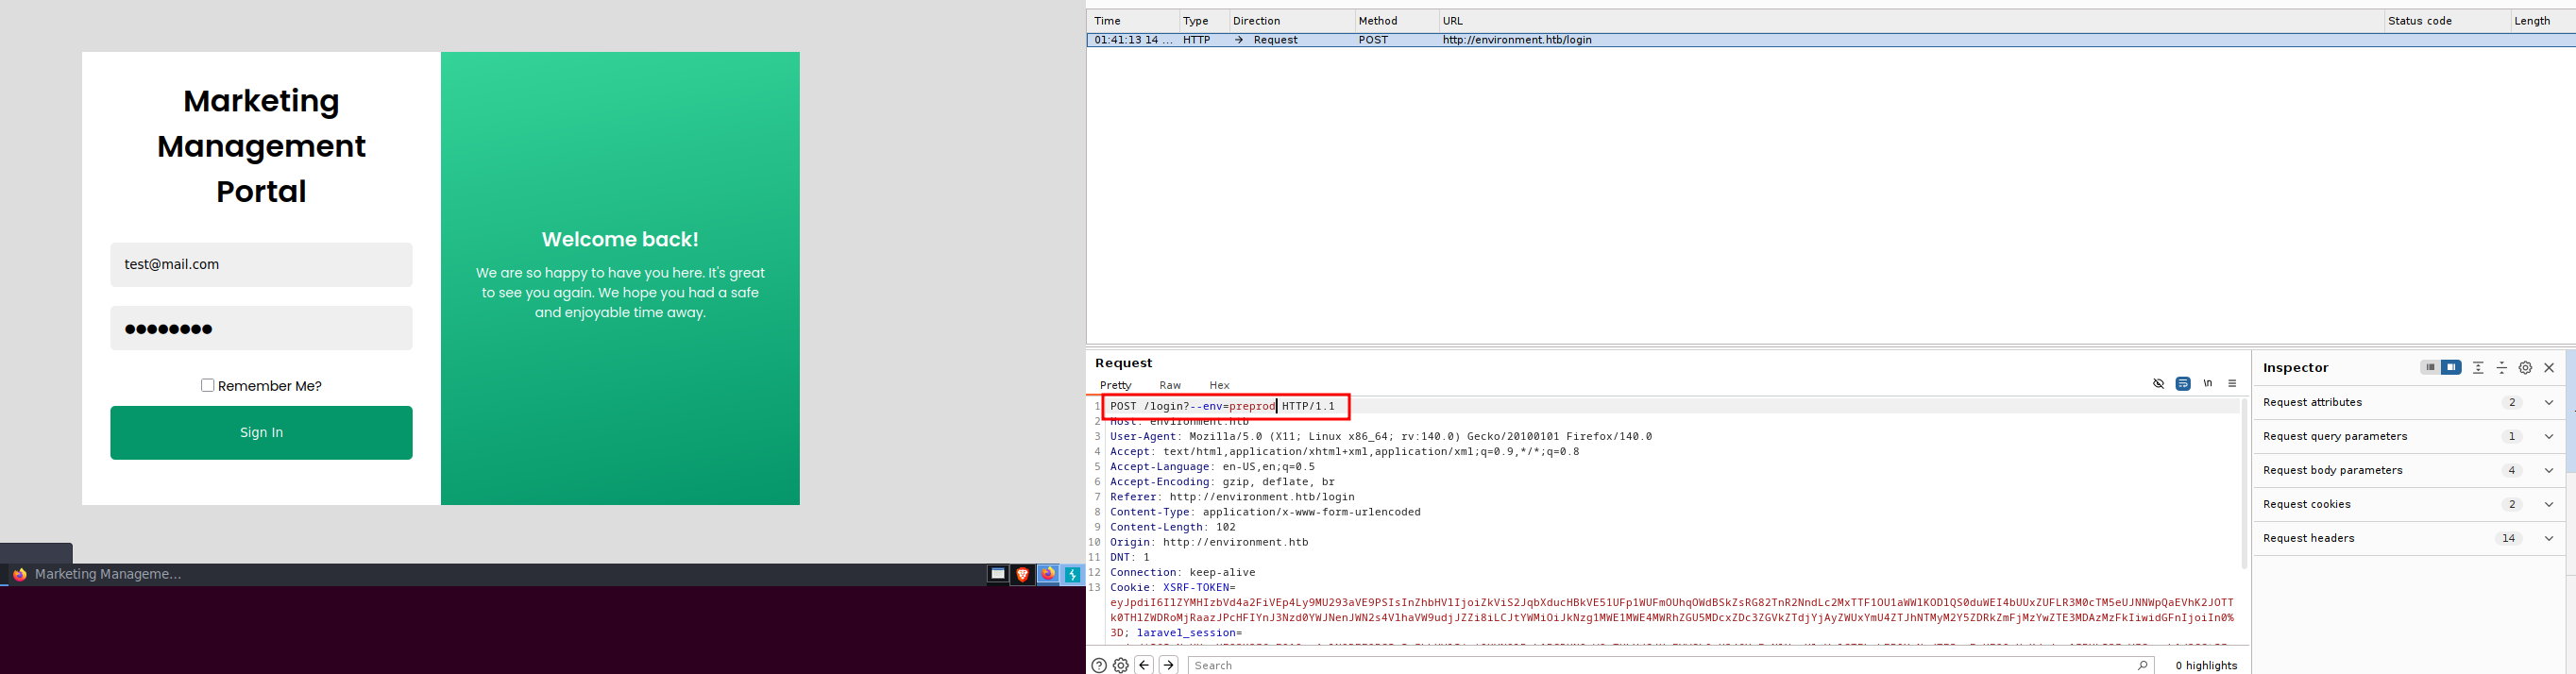 Marketing
Management
Portal
test@mail.com
Remember Me?
Sign In
Welcome back!
We are so happy to have you here. It's great
to see you again. We hope you had a safe
and enjoyable time away.
Marketing Manageme...
Time Type Direction Method URL Status code Length
01:41:13 14 ... HTTP → Request POST http://environment.htb/login
Request
Pretty Raw Hex
\n
1 POST /login?--env=preprod HTTP/1.1
2 Host: environment.htb
3 User-Agent: Mozilla/5.0 (X11; Linux x86_64; rv:140.0) Gecko/20100101 Firefox/140.0
4 Accept: text/html,application/xhtml+xml,application/xml;q=0.9,*/*;q=0.8
5 Accept-Language: en-US,en;q=0.5
6 Accept-Encoding: gzip, deflate, br
7 Referer: http://environment.htb/login
8 Content-Type: application/x-www-form-urlencoded
9 Content-Length: 102
10 Origin: http://environment.htb
11 DNT: 1
12 Connection: keep-alive
13 Cookie: XSRF-TOKEN=
3D; laravel_session=
Search
0 highlights
Inspector
Request attributes 2
Request query parameters 1
Request body parameters 4
Request cookies 2
Request headers 14